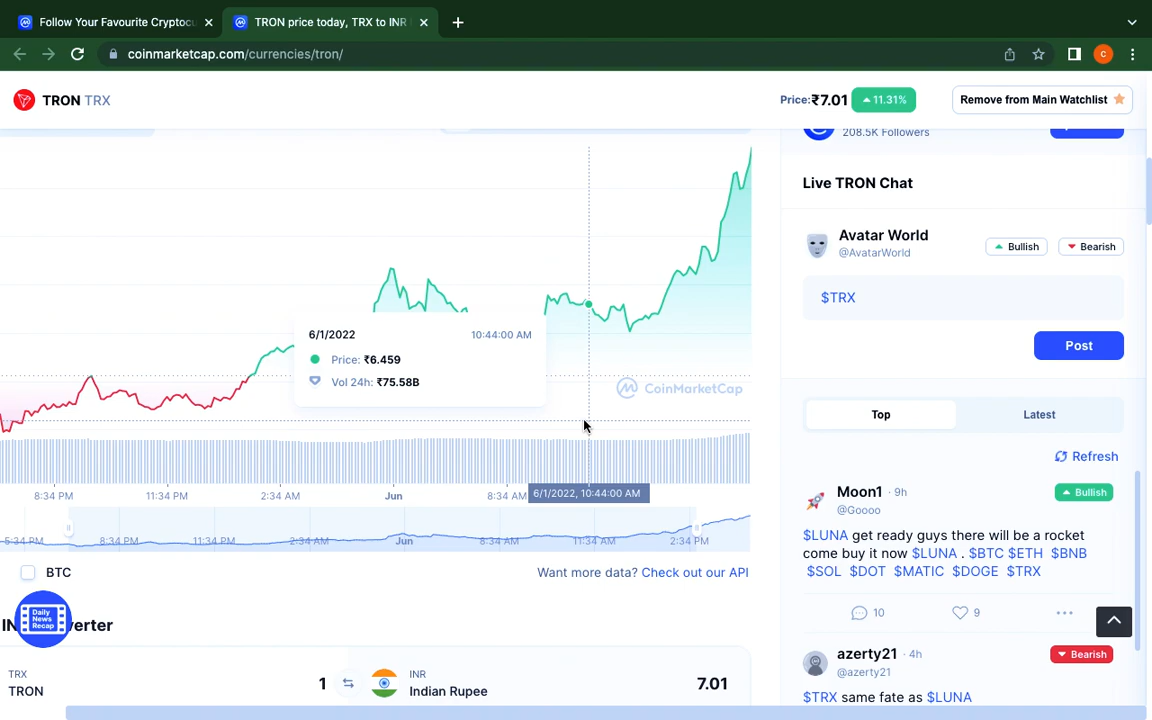 Follow Your Favourite Cryptocu
TRON price today, TRX to INR
coinmarketcap.com/currencies/tron/
C
TRON TRX
Price:₹7.01
11.31%
Remove from Main Watchlist
208.5K Followers
Live TRON Chat
Avatar World
@AvatarWorld
Bullish
Bearish
$TRX
Post
6/1/2022 10:44:00 AM
Price: ₹6.459
Vol 24h: ₹75.58B
CoinMarketCap
Top
Latest
Refresh
8:34 PM 11:34 PM 2:34 AM Jun 8:34 AM
6/1/2022, 10:44:00 AM
5:34 PM 8:34 PM 11:34 PM 2:34 AM Jun 8:34 AM 11:34 AM 2:34 PM
BTC
Want more data? Check out our API
Moon1 · 9h
@Goooo
Bullish
$LUNA get ready guys there will be a rocket
come buy it now $LUNA . $BTC $ETH $BNB
$SOL $DOT $MATIC $DOGE $TRX
10
9
Daily
News
Recap
TRX
TRON
1
INR
Indian Rupee
7.01
azerty21 · 4h
@azerty21
Bearish
$TRX same fate as $LUNA